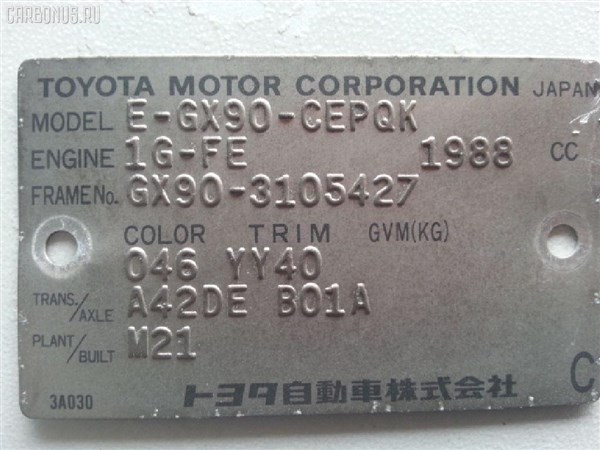 CARBONUS.RU
TOYOTA MOTOR CORPORATION JAPAN
MODEL E-GX90-CEPQK
ENGINE 1G-FE 1988 CC
FRAME No. GX90-3105427
COLOR TRIM GVM(KG)
046 YY40
TRANS./AXLE A42DE B01A
PLANT/BUILT M21
3A030 トヨタ自動車株式会社 C